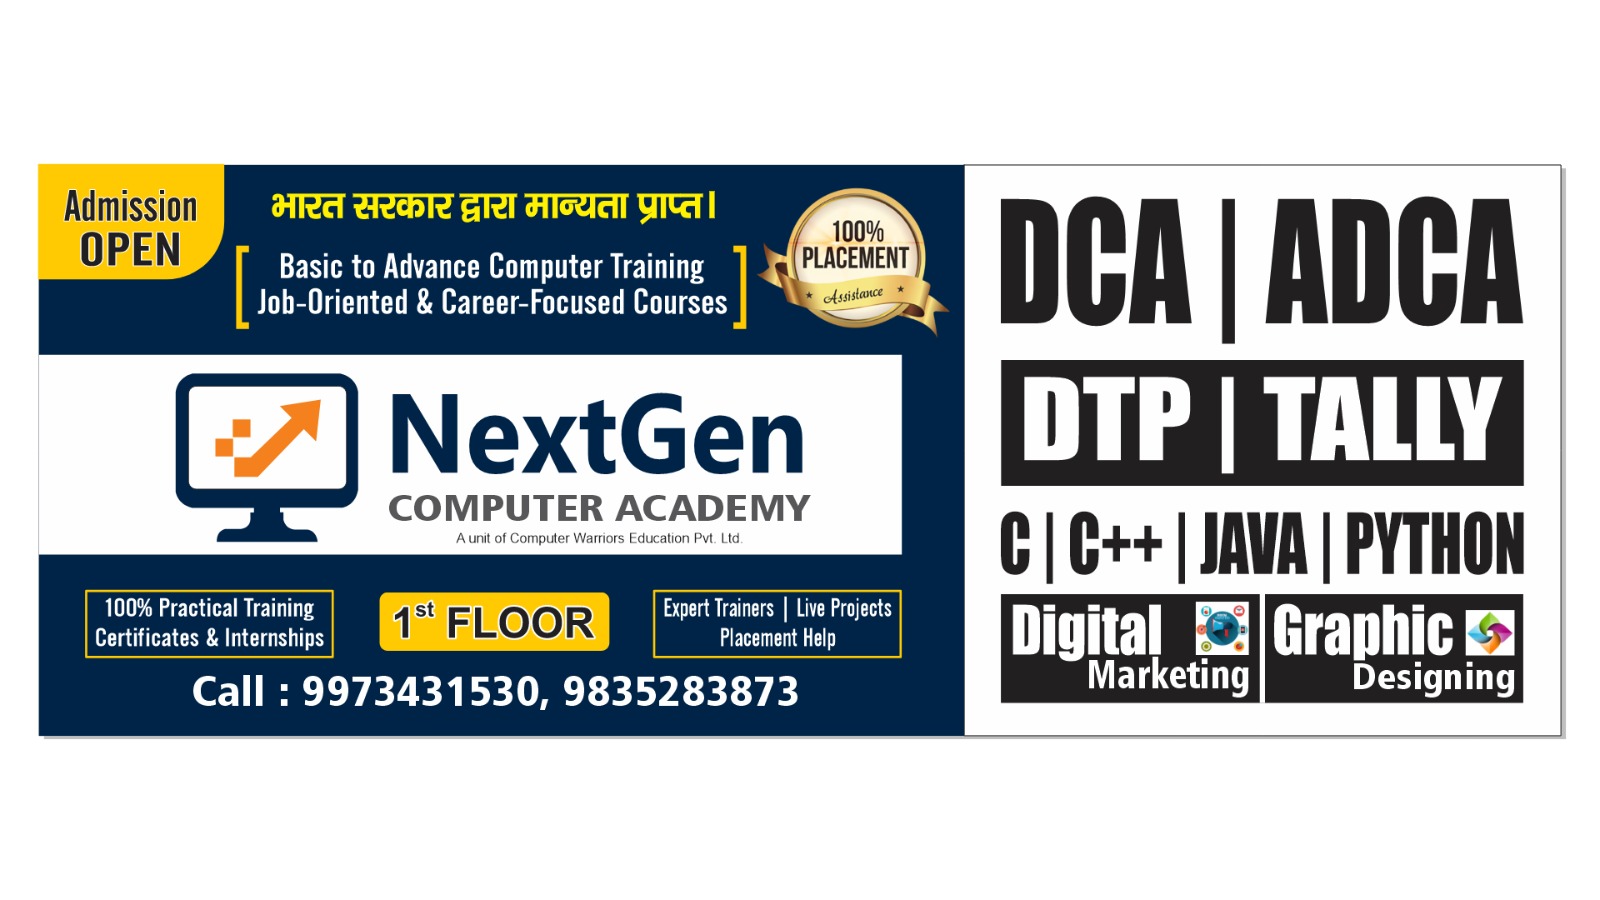 Admission
OPEN
भारत सरकार द्वारा मान्यता प्राप्त।
Basic to Advance Computer Training
Job-Oriented & Career-Focused Courses
100%
PLACEMENT
Assistance
NextGen
COMPUTER ACADEMY
A unit of Computer Warriors Education Pvt. Ltd.
100% Practical Training
Certificates & Internships
1st FLOOR
Expert Trainers | Live Projects
Placement Help
Call : 9973431530, 9835283873
DCA | ADCA
DTP | TALLY
C | C++ | JAVA | PYTHON
Digital
Marketing
Graphic
Designing